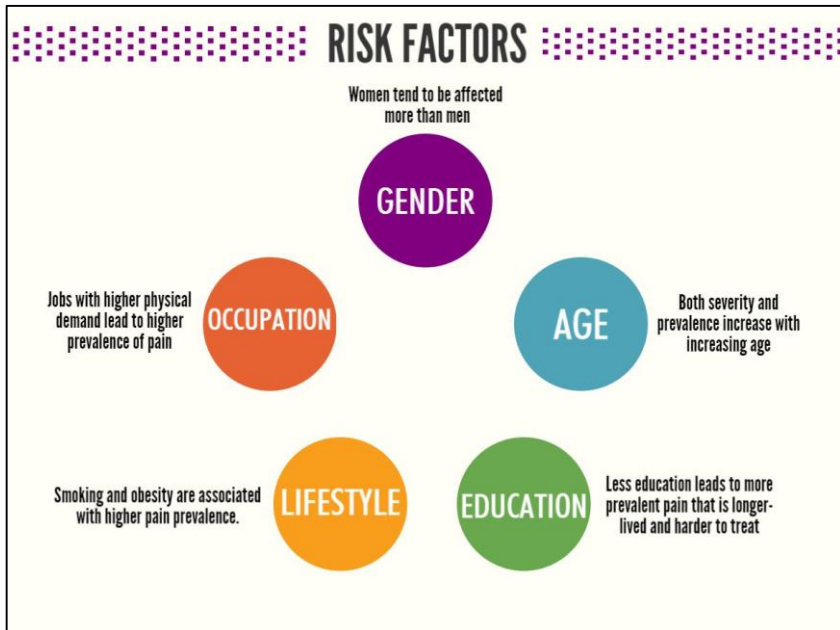 RISK FACTORS
Women tend to be affected
more than men
GENDER
Jobs with higher physical
demand lead to higher
prevalence of pain
OCCUPATION
AGE
Both severity and
prevalence increase with
increasing age
Smoking and obesity are associated
with higher pain prevalence.
LIFESTYLE
EDUCATION
Less education leads to more
prevalent pain that is longer-
lived and harder to treat